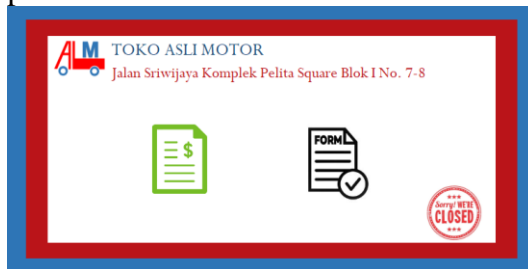 ALM
TOKO ASLI MOTOR
Jalan Sriwijaya Komplek Pelita Square Blok I No. 7-8
$
FORM
Sorry! WE'RE
CLOSED